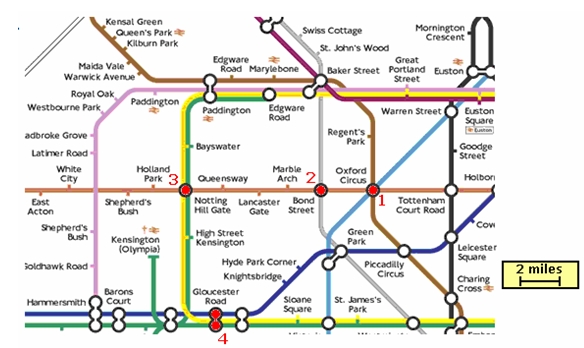 Kensal Green
Queen's Park
Kilburn Park
Swiss Cottage
St. John's Wood
Mornington
Crescent
Maida Vale
Warwick Avenue
Edgware
Road
Marylebone
Baker Street
Great
Portland
Street
Euston
Royal Oak
Westbourne Park
Paddington
Paddington
Edgware
Road
Warren Street
Euston
Square
Euston
adbroke Grove
Latimer Road
Bayswater
Regent's
Park
Goodge
Street
White
City
Holland
Park
3
Queensway
Marble
Arch
2
Oxford
Circus
1
Holborn
East
Acton
Shepherd's
Bush
Notting
Hill Gate
Lancaster
Gate
Bond
Street
Tottenham
Court Road
Shepherd's
Bush
Kensington
(Olympia)
High Street
Kensington
Green
Park
Cov
Leicester
Square
Hyde Park Corner
Knightsbridge
Piccadilly
Circus
2 miles
Goldhawk Road
Charing
Cross
Hammersmith
Barons
Court
Gloucester
Road
Sloane
Square
St. James's
Park
4